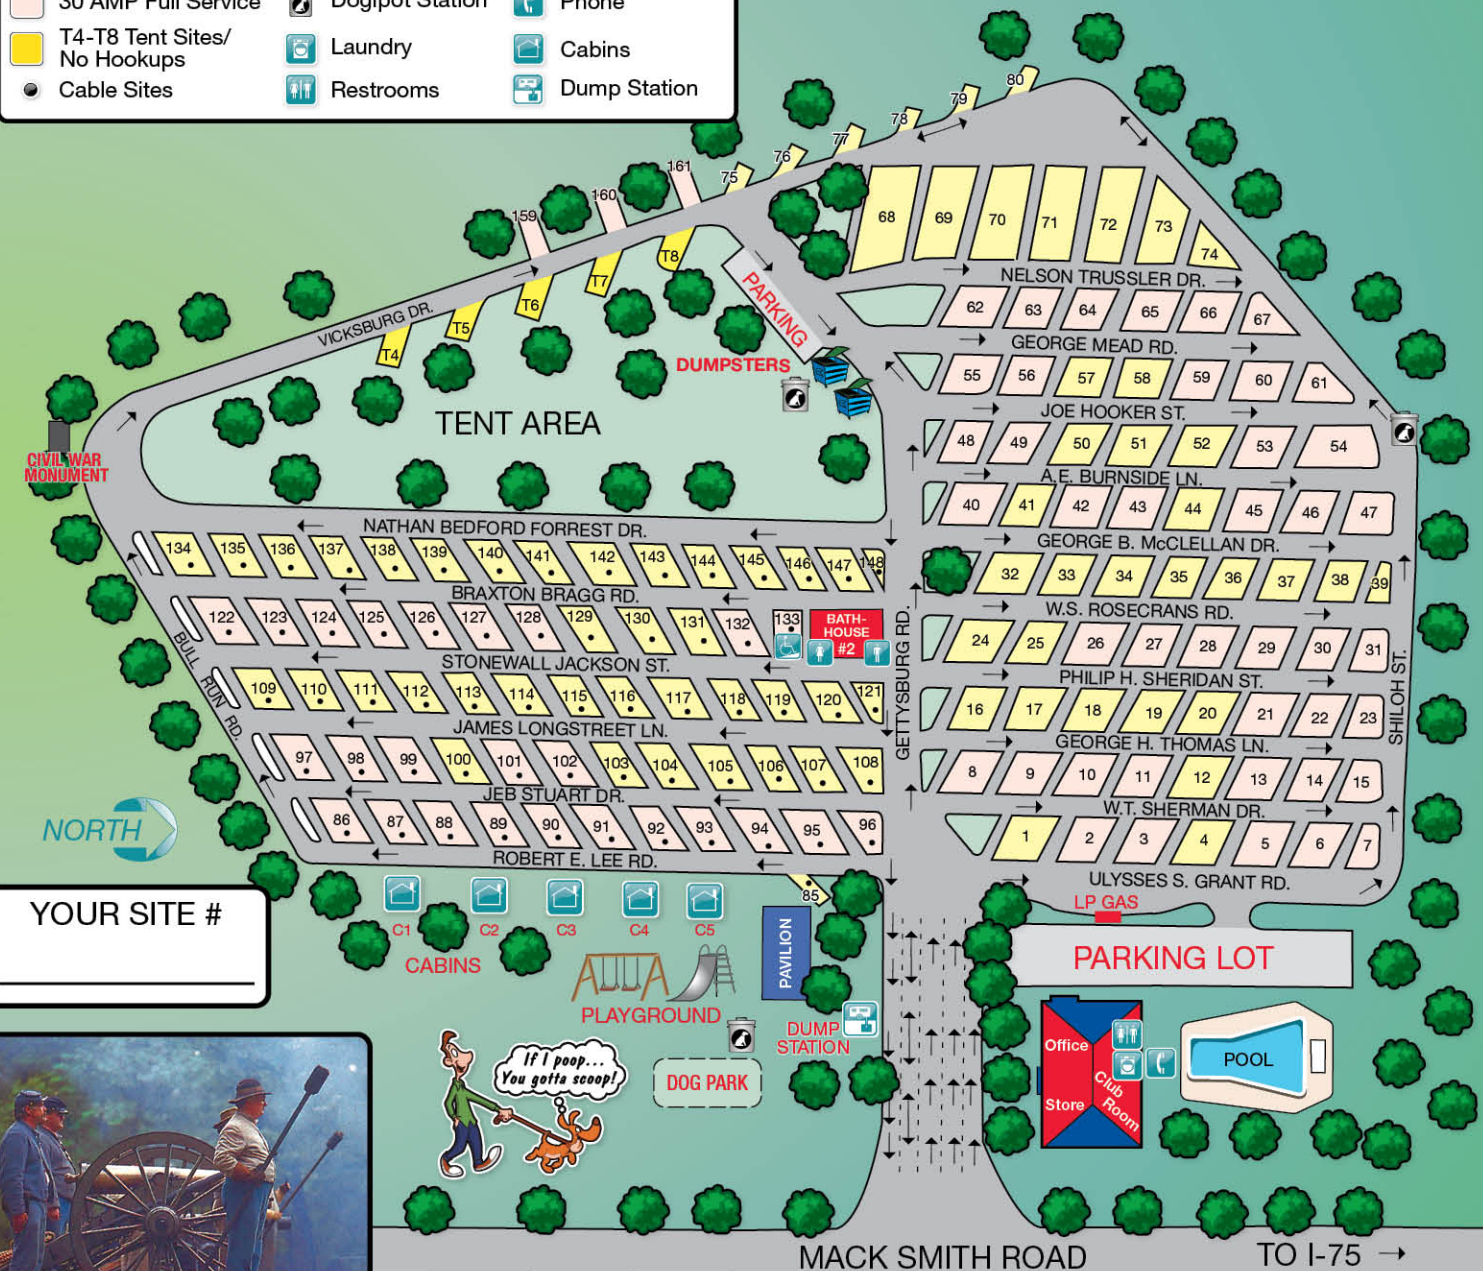 30 AMP Full Service
Dogipot Station
Phone
T4-T8 Tent Sites/
No Hookups
Laundry
Cabins
Cable Sites
Restrooms
Dump Station
80
79
78
77
76
75
161
160
159
T8
T7
T6
T5
T4
VICKSBURG DR.
PARKING
DUMPSTERS
TENT AREA
CIVIL WAR
MONUMENT
68 69 70 71 72 73 74
NELSON TRUSSLER DR.
62 63 64 65 66 67
GEORGE MEAD RD.
55 56 57 58 59 60 61
JOE HOOKER ST.
48 49 50 51 52 53 54
A.E. BURNSIDE LN.
40 41 42 43 44 45 46 47
GEORGE B. McCLELLAN DR.
32 33 34 35 36 37 38 39
W.S. ROSECRANS RD.
24 25 26 27 28 29 30 31
PHILIP H. SHERIDAN ST.
16 17 18 19 20 21 22 23
GEORGE H. THOMAS LN.
8 9 10 11 12 13 14 15
W.T. SHERMAN DR.
1 2 3 4 5 6 7
ULYSSES S. GRANT RD.
SHILOH ST.
GETTYSBURG RD.
NATHAN BEDFORD FORREST DR.
134 135 136 137 138 139 140 141 142 143 144 145 146 147 148
BRAXTON BRAGG RD.
122 123 124 125 126 127 128 129 130 131 132 133
BATH-
HOUSE
#2
STONEWALL JACKSON ST.
109 110 111 112 113 114 115 116 117 118 119 120 121
JAMES LONGSTREET LN.
97 98 99 100 101 102 103 104 105 106 107 108
JEB STUART DR.
86 87 88 89 90 91 92 93 94 95 96
ROBERT E. LEE RD.
BULL RUN RD.
85
NORTH
YOUR SITE #
C1 C2 C3 C4 C5
CABINS
PLAYGROUND
PAVILION
DUMP
STATION
DOG PARK
If I poop...
You gotta scoop!
LP GAS
PARKING LOT
Office
Store
Club
Room
POOL
MACK SMITH ROAD
TO I-75